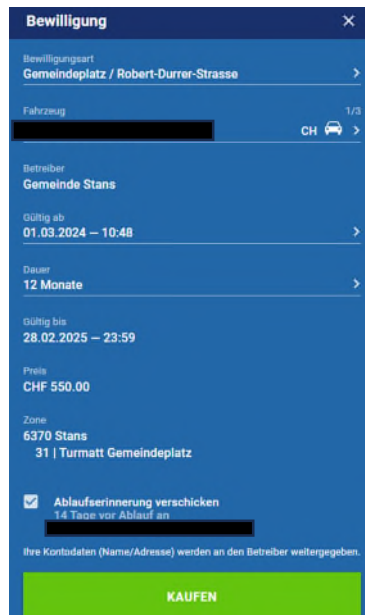 Bewilligung
Bewilligungsart
Gemeindeplatz / Robert-Durrer-Strasse
Fahrzeug 1/3
CH
Betreiber
Gemeinde Stans
Gültig ab
01.03.2024 — 10:48
Dauer
12 Monate
Gültig bis
28.02.2025 — 23:59
Preis
CHF 550.00
Zone
6370 Stans
31 | Turmatt Gemeindeplatz
Ablaufserinnerung verschicken
14 Tage vor Ablauf an
Ihre Kontodaten (Name/Adresse) werden an den Betreiber weitergegeben.
KAUFEN